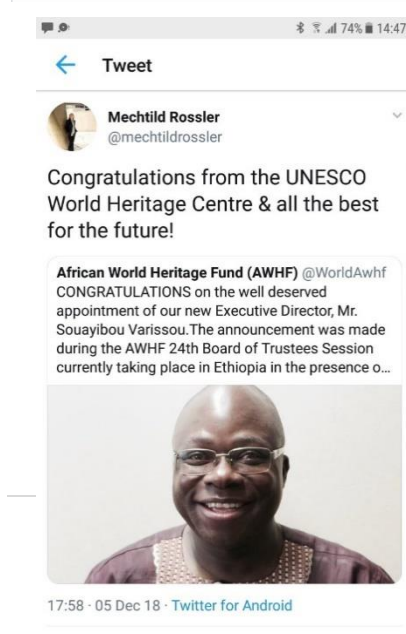 74% 14:47
Tweet
Mechtild Rossler
@mechtildrossler
Congratulations from the UNESCO
World Heritage Centre & all the best
for the future!
African World Heritage Fund (AWHF) @WorldAwhf
CONGRATULATIONS on the well deserved
appointment of our new Executive Director, Mr.
Souayibou Varissou.The announcement was made
during the AWHF 24th Board of Trustees Session
currently taking place in Ethiopia in the presence o...
17:58 · 05 Dec 18 · Twitter for Android